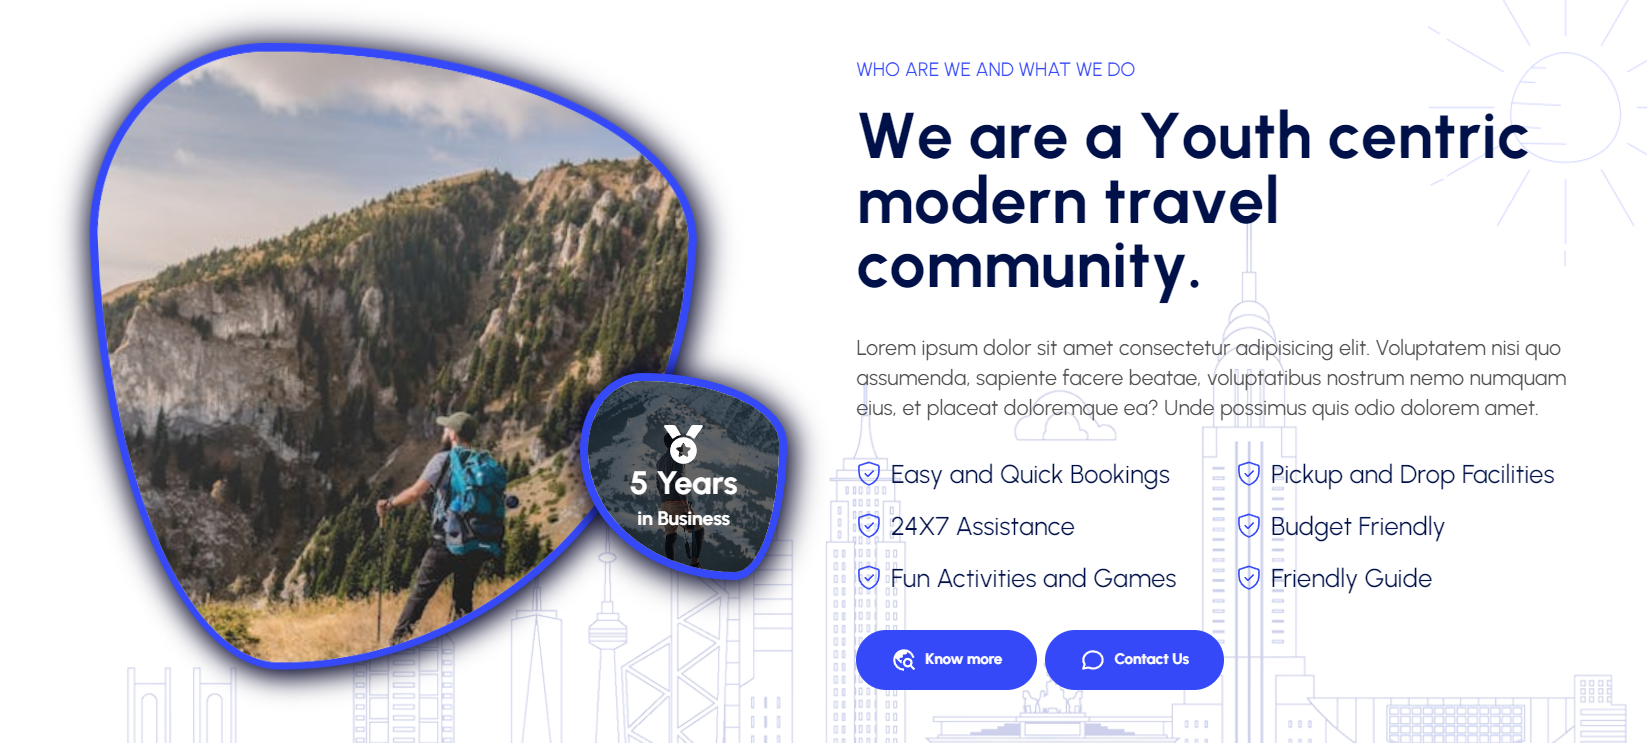 WHO ARE WE AND WHAT WE DO
We are a Youth centric
modern travel
community.
Lorem ipsum dolor sit amet consectetur adipisicing elit. Voluptatem nisi quo
assumenda, sapiente facere beatae, voluptatibus nostrum nemo numquam
eius, et placeat doloremque ea? Unde possimus quis odio dolorem amet.
Easy and Quick Bookings
Pickup and Drop Facilities
24X7 Assistance
Budget Friendly
Fun Activities and Games
Friendly Guide
Know more
Contact Us
5 Years
in Business